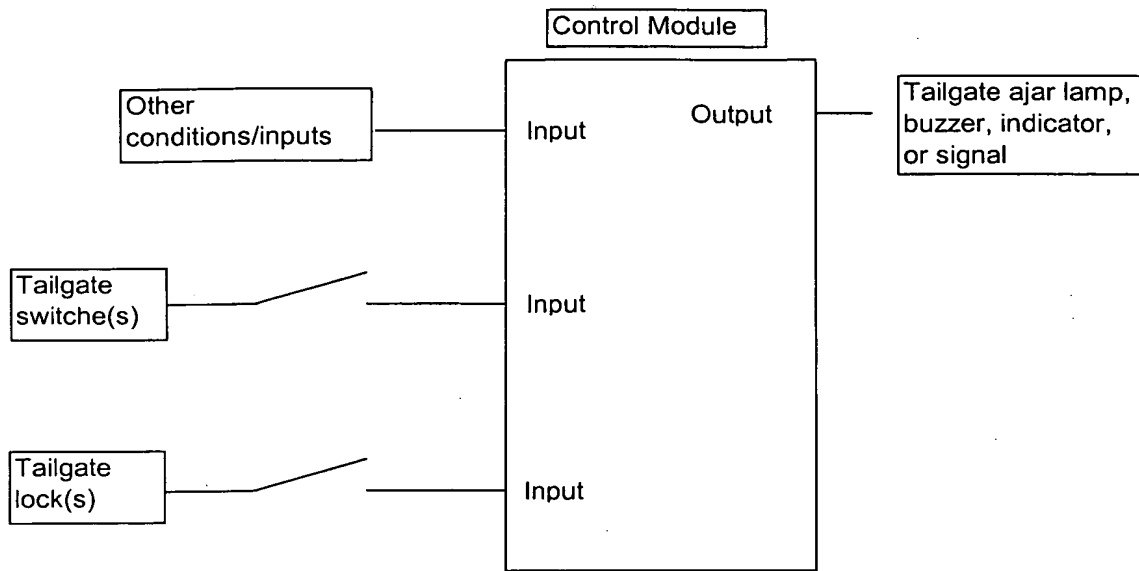 Control Module
Other
conditions/inputs
Input
Output
Tailgate ajar lamp,
buzzer, indicator,
or signal
Tailgate
switche(s)
Input
Tailgate
lock(s)
Input